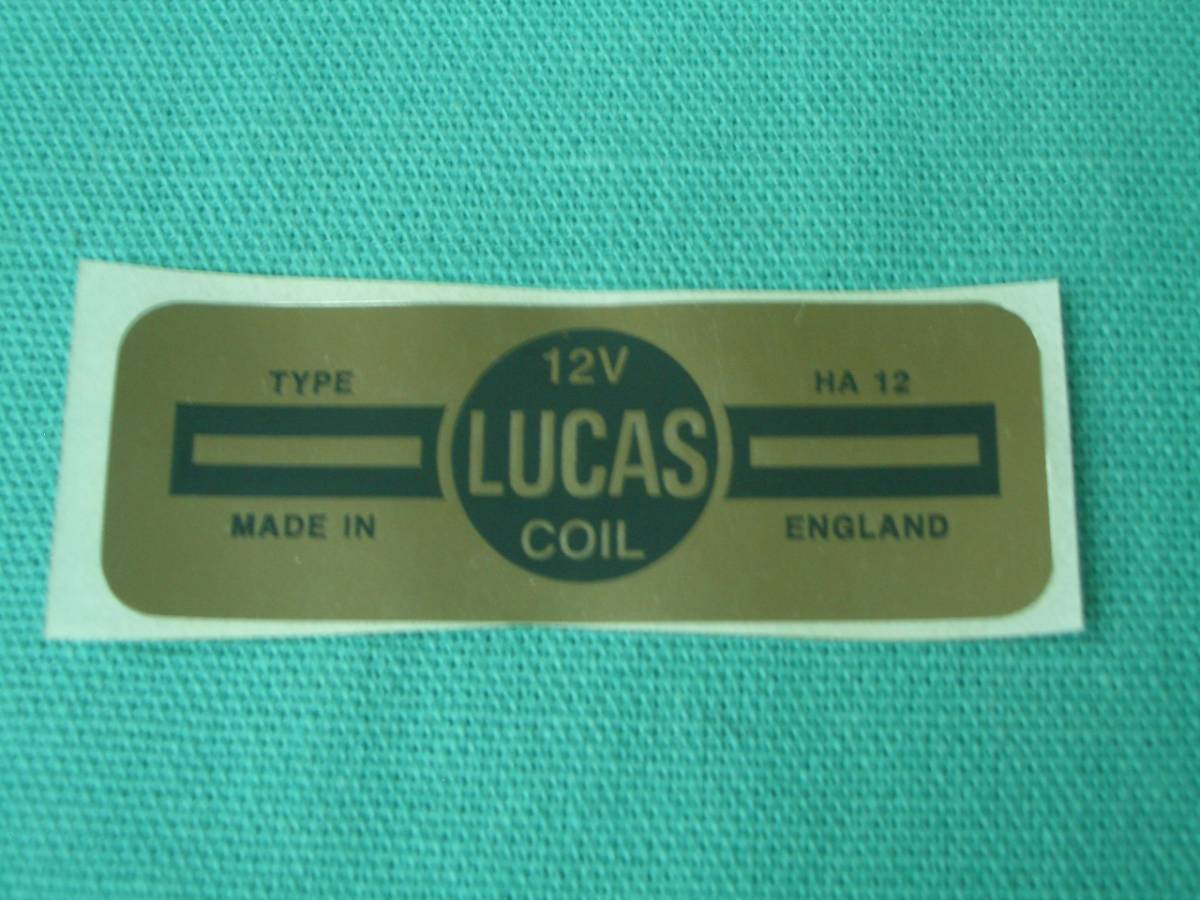 TYPE
MADE IN
12V
LUCAS
COIL
HA 12
ENGLAND